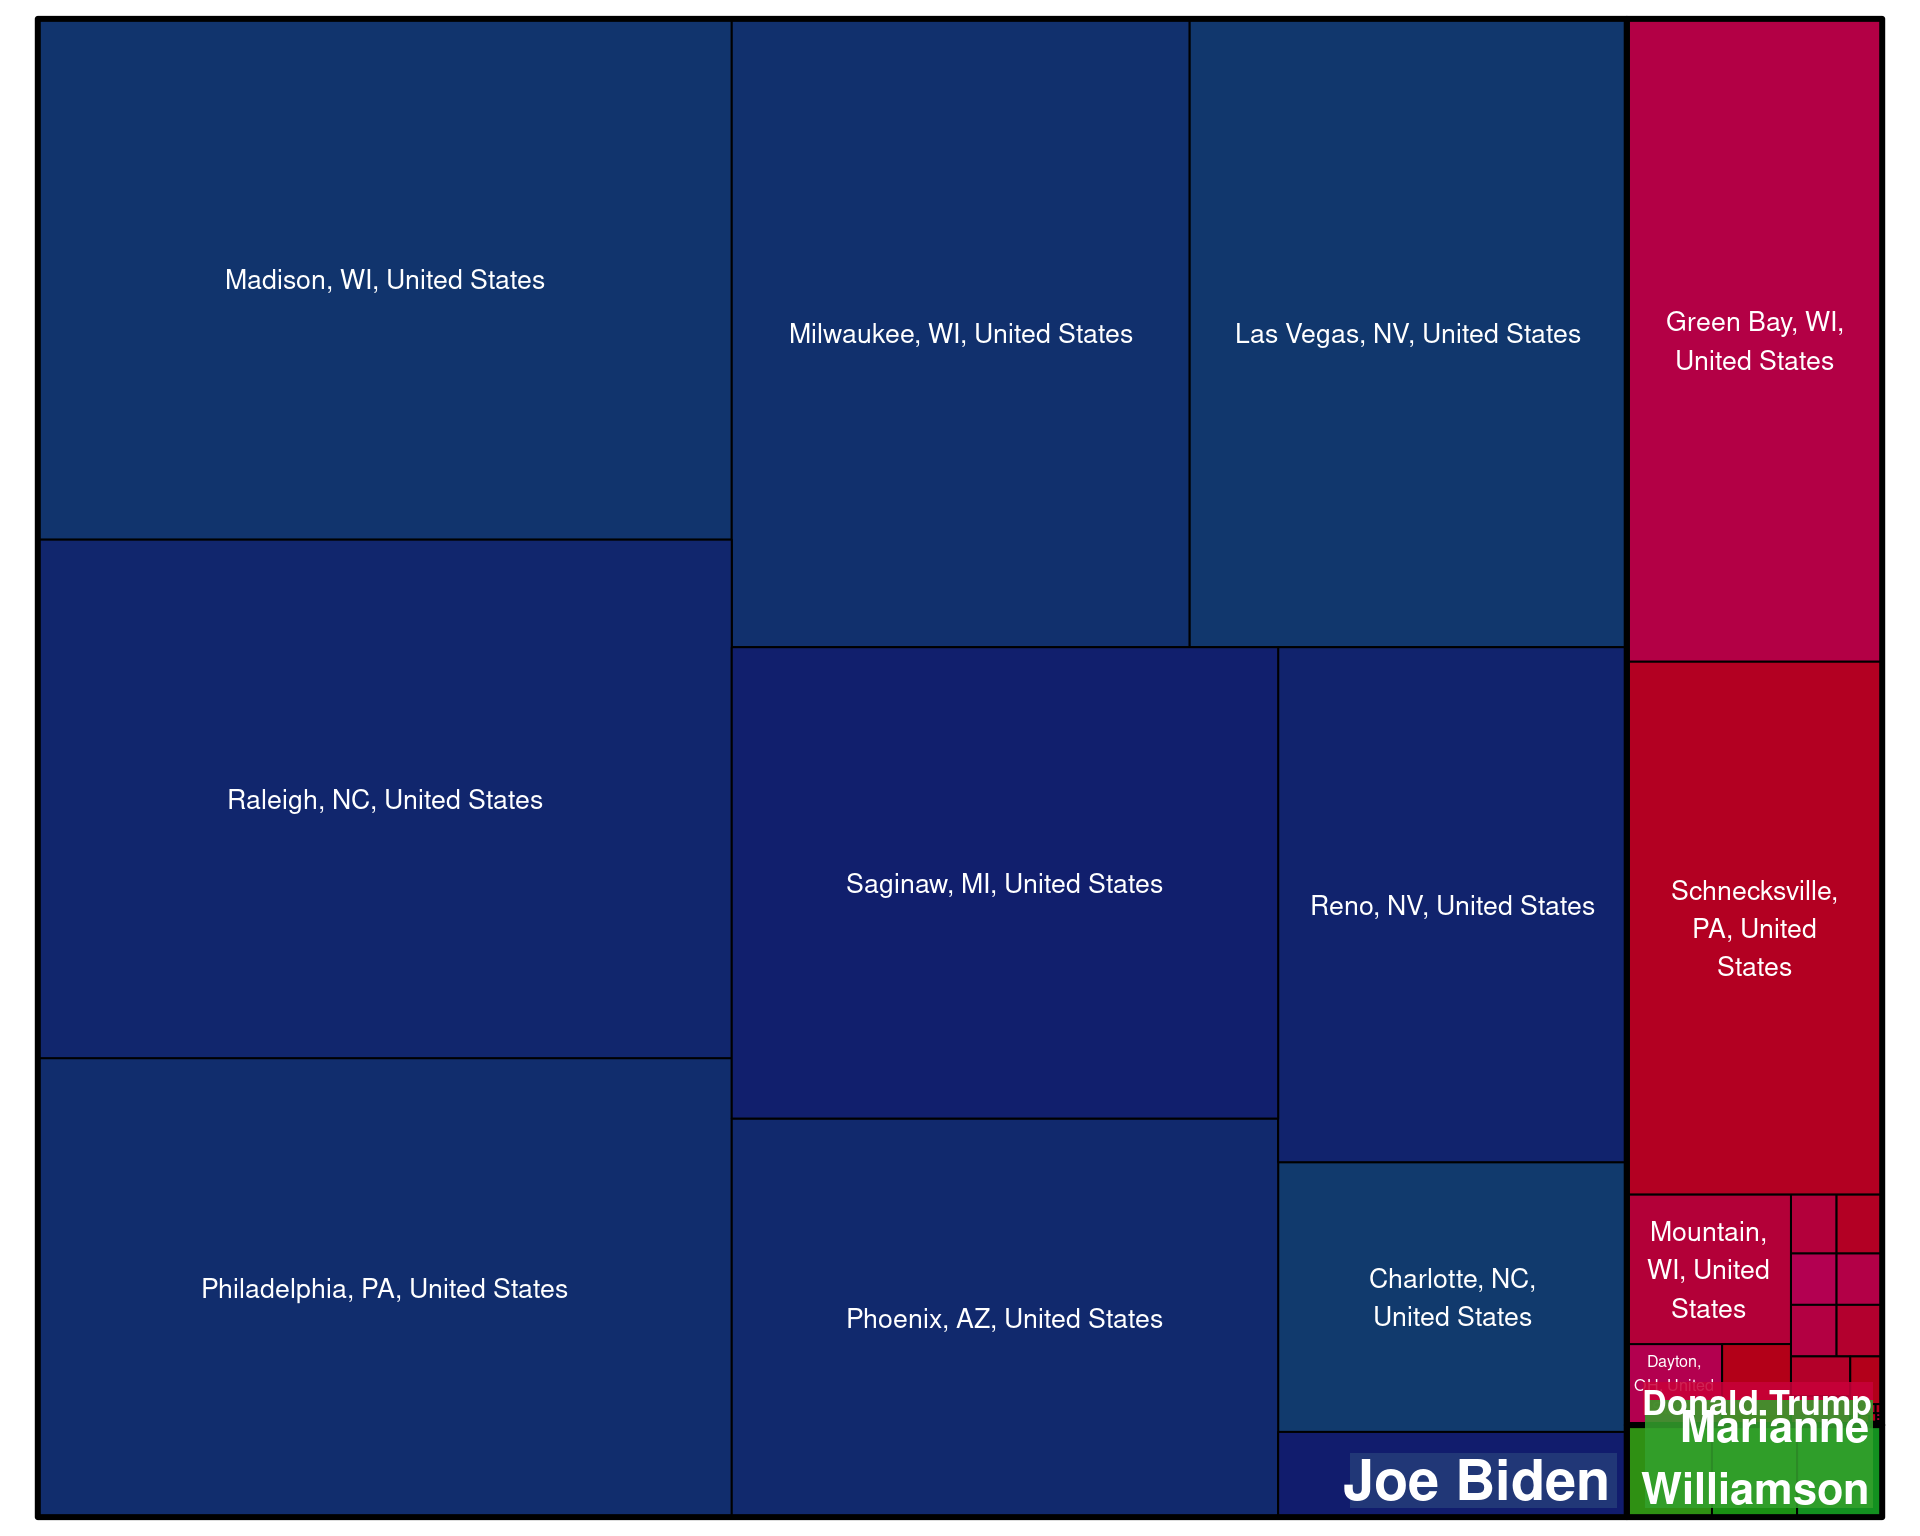 Madison, WI, United States
Milwaukee, WI, United States
Las Vegas, NV, United States
Green Bay, WI,
United States
Raleigh, NC, United States
Saginaw, MI, United States
Reno, NV, United States
Schnecksville,
PA, United
States
Philadelphia, PA, United States
Phoenix, AZ, United States
Charlotte, NC,
United States
Mountain,
WI, United
States
Dayton,
OH, United
Donald Trump
Marianne
Williamson
Joe Biden